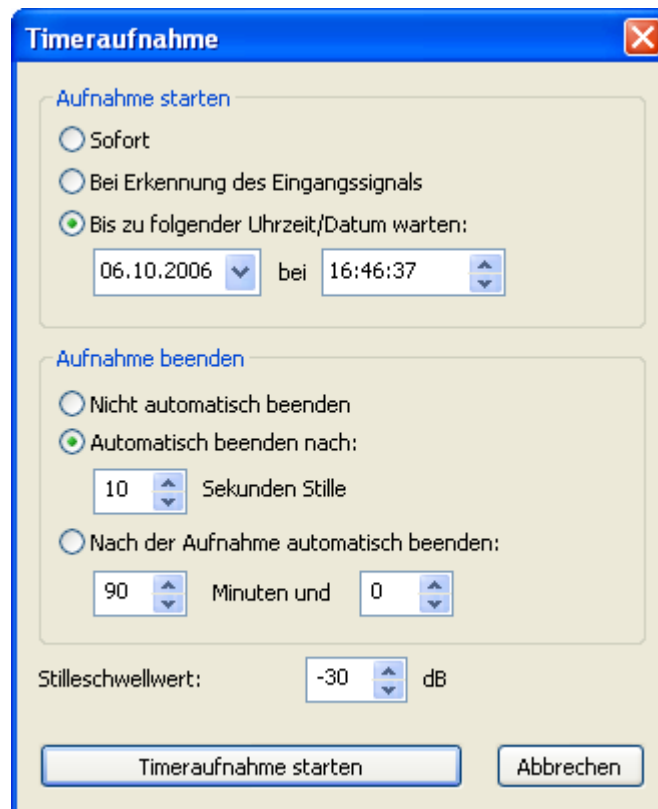 Timeraufnahme
Aufnahme starten
Sofort
Bei Erkennung des Eingangssignals
Bis zu folgender Uhrzeit/Datum warten:
06.10.2006 bei 16:46:37
Aufnahme beenden
Nicht automatisch beenden
Automatisch beenden nach:
10 Sekunden Stille
Nach der Aufnahme automatisch beenden:
90 Minuten und 0
Stilleschwellwert: -30 dB
Timeraufnahme starten Abbrechen